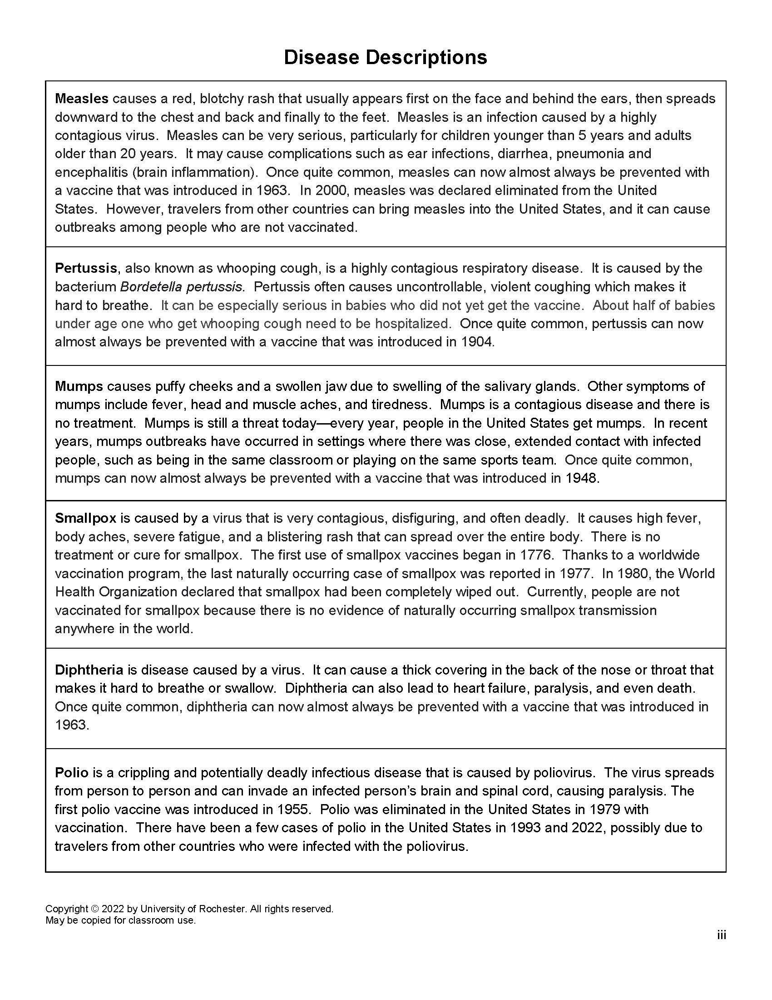 Disease Descriptions
Measles causes a red, blotchy rash that usually appears first on the face and behind the ears, then spreads
downward to the chest and back and finally to the feet.  Measles is an infection caused by a highly
contagious virus.  Measles can be very serious, particularly for children younger than 5 years and adults
older than 20 years.  It may cause complications such as ear infections, diarrhea, pneumonia and
encephalitis (brain inflammation).  Once quite common, measles can now almost always be prevented with
a vaccine that was introduced in 1963.  In 2000, measles was declared eliminated from the United
States.  However, travelers from other countries can bring measles into the United States, and it can cause
outbreaks among people who are not vaccinated.
Pertussis, also known as whooping cough, is a highly contagious respiratory disease.  It is caused by the
bacterium Bordetella pertussis.  Pertussis often causes uncontrollable, violent coughing which makes it
hard to breathe.  It can be especially serious in babies who did not yet get the vaccine.  About half of babies
under age one who get whooping cough need to be hospitalized.  Once quite common, pertussis can now
almost always be prevented with a vaccine that was introduced in 1904.
Mumps causes puffy cheeks and a swollen jaw due to swelling of the salivary glands.  Other symptoms of
mumps include fever, head and muscle aches, and tiredness.  Mumps is a contagious disease and there is
no treatment.  Mumps is still a threat today—every year, people in the United States get mumps.  In recent
years, mumps outbreaks have occurred in settings where there was close, extended contact with infected
people, such as being in the same classroom or playing on the same sports team.  Once quite common,
mumps can now almost always be prevented with a vaccine that was introduced in 1948.
Smallpox is caused by a virus that is very contagious, disfiguring, and often deadly.  It causes high fever,
body aches, severe fatigue, and a blistering rash that can spread over the entire body.  There is no
treatment or cure for smallpox.  The first use of smallpox vaccines began in 1776.  Thanks to a worldwide
vaccination program, the last naturally occurring case of smallpox was reported in 1977.  In 1980, the World
Health Organization declared that smallpox had been completely wiped out.  Currently, people are not
vaccinated for smallpox because there is no evidence of naturally occurring smallpox transmission
anywhere in the world.
Diphtheria is disease caused by a virus.  It can cause a thick covering in the back of the nose or throat that
makes it hard to breathe or swallow.  Diphtheria can also lead to heart failure, paralysis, and even death.
Once quite common, diphtheria can now almost always be prevented with a vaccine that was introduced in
1963.
Polio is a crippling and potentially deadly infectious disease that is caused by poliovirus.  The virus spreads
from person to person and can invade an infected person's brain and spinal cord, causing paralysis. The
first polio vaccine was introduced in 1955.  Polio was eliminated in the United States in 1979 with
vaccination.  There have been a few cases of polio in the United States in 1993 and 2022, possibly due to
travelers from other countries who were infected with the poliovirus.
Copyright © 2022 by University of Rochester. All rights reserved.
May be copied for classroom use.
iii